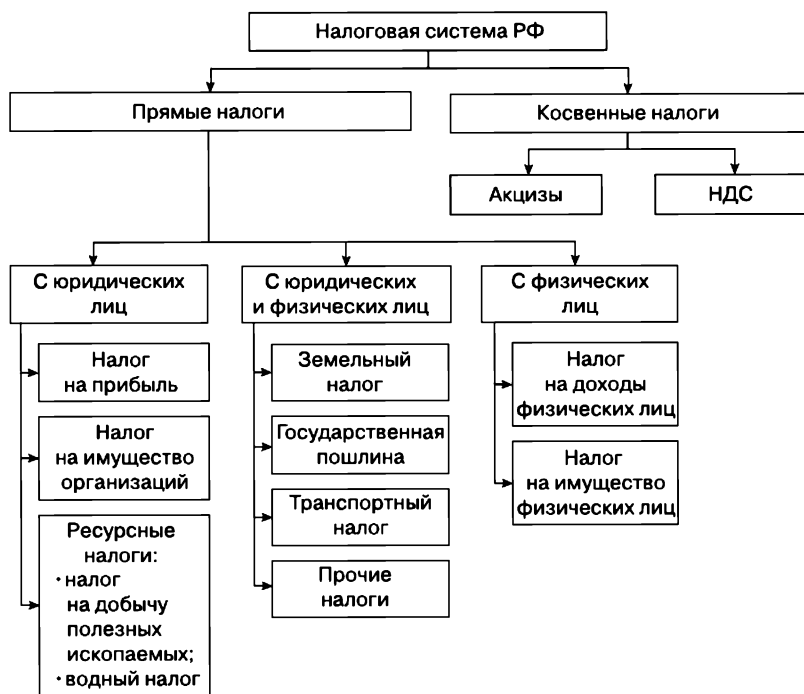 Налоговая система РФ
Прямые налоги
Косвенные налоги
Акцизы
НДС
С юридических
лиц
С юридических
и физических лиц
С физических
лиц
Налог
на прибыль
Налог
на имущество
организаций
Ресурсные
налоги:
· налог
на добычу
полезных
ископаемых;
· водный налог
Земельный
налог
Государственная
пошлина
Транспортный
налог
Прочие
налоги
Налог
на доходы
физических лиц
Налог
на имущество
физических лиц